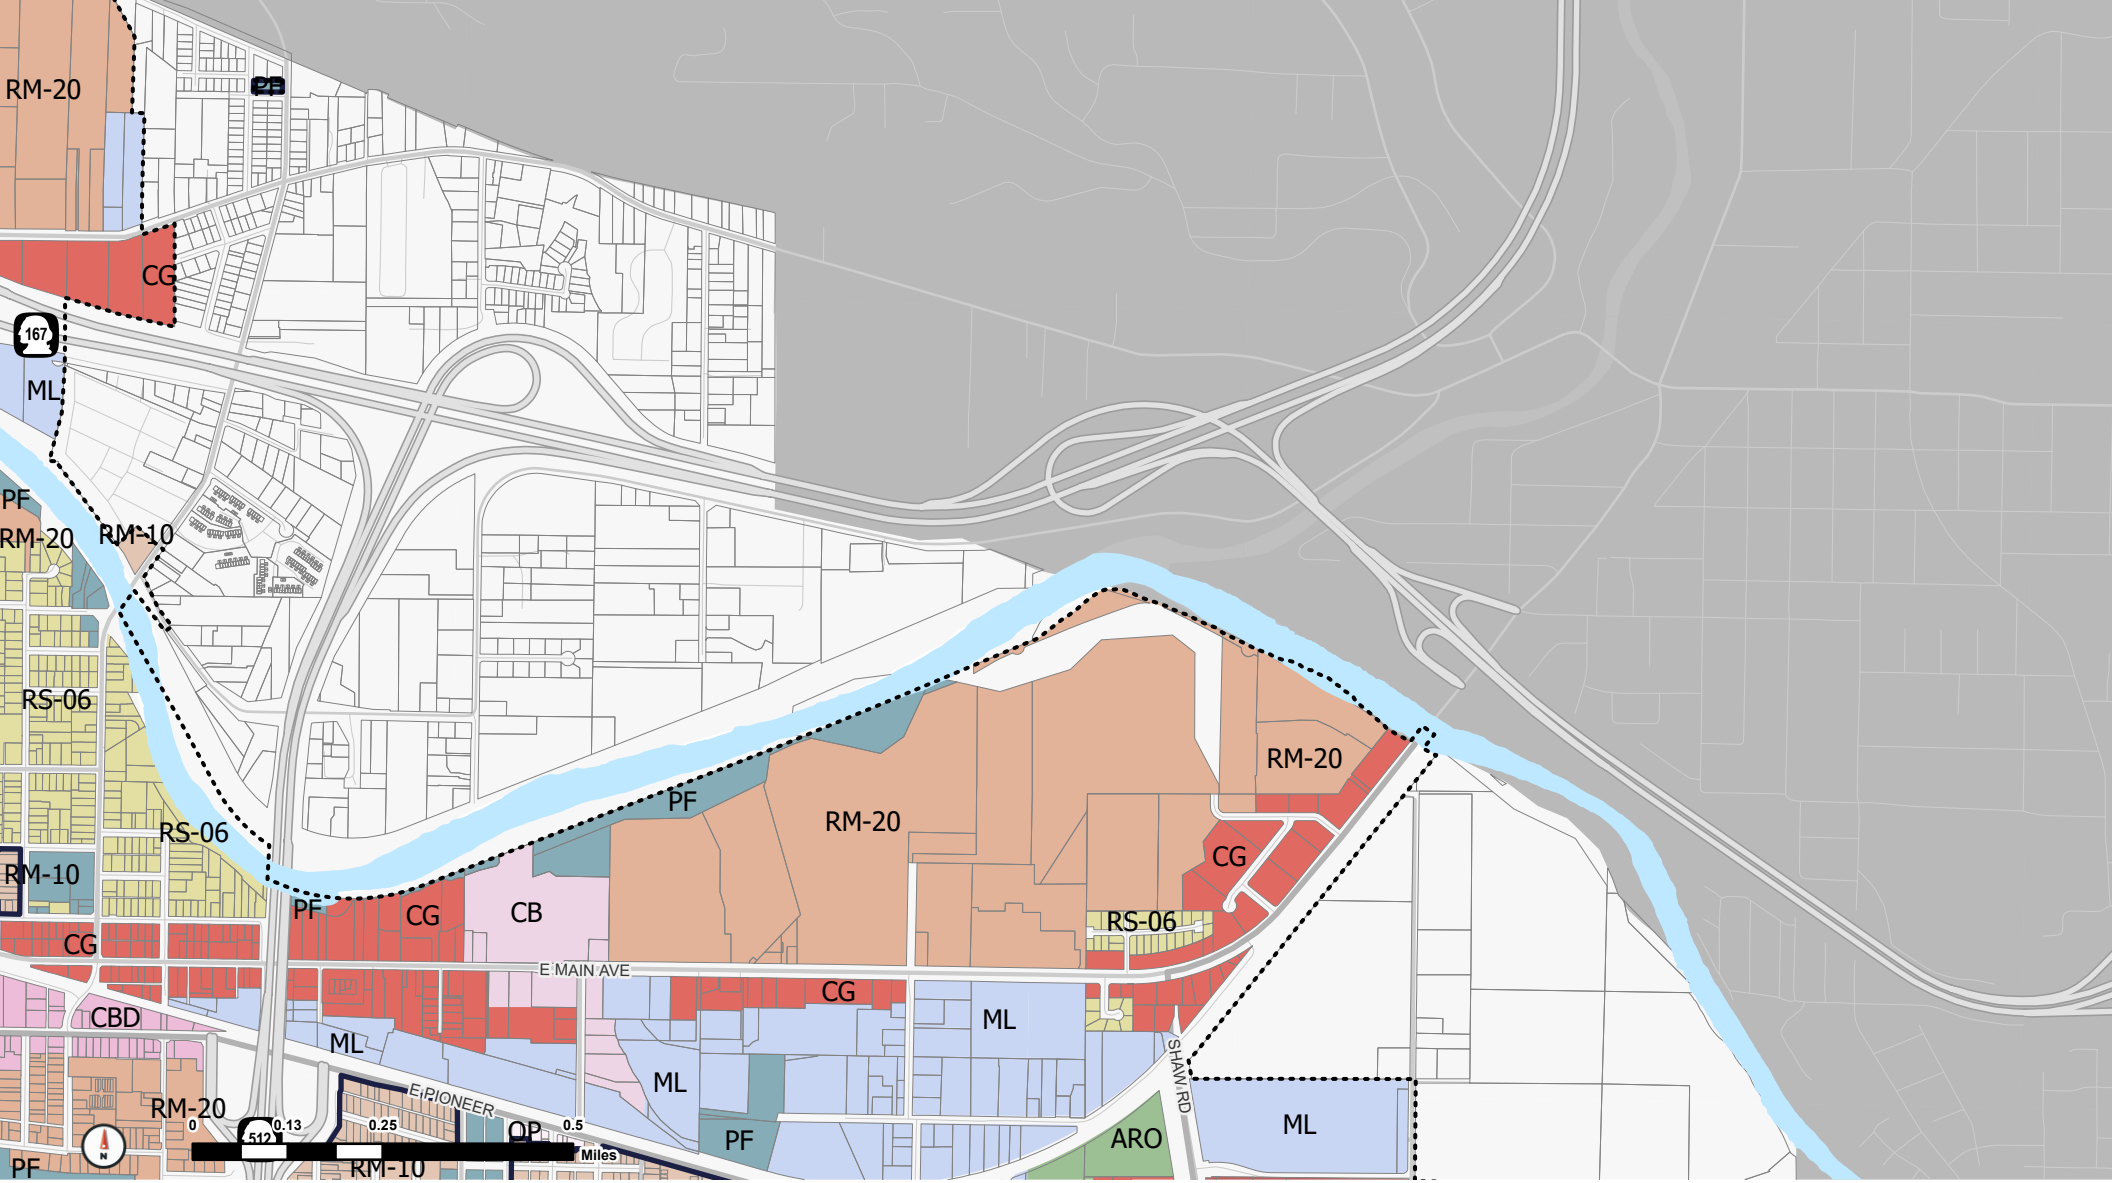 RM-20
PF
CG
167
ML
PF
RM-20
RM-10
RS-06
RS-06
RM-10
PF
CG
CB
PF
RM-20
RM-20
CG
RS-06
CG
E MAIN AVE
CG
ML
CBD
ML
ML
SHAW RD
E PIONEER
RM-20
0
0.13
0.25
0.5
Miles
512
OP
PF
ARO
ML
N
PF
RM-10